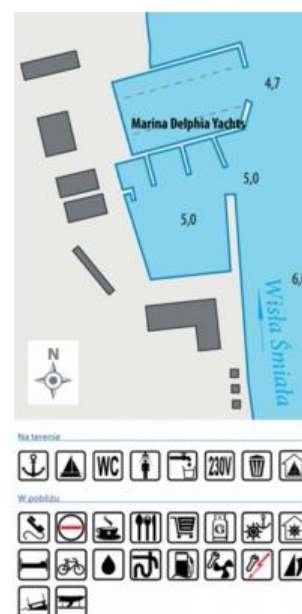 4,7
Marina Delphia Yachts
5,0
5,0
Wisła Śmiała
N
Na terenie
WC
230V
W pobliżu